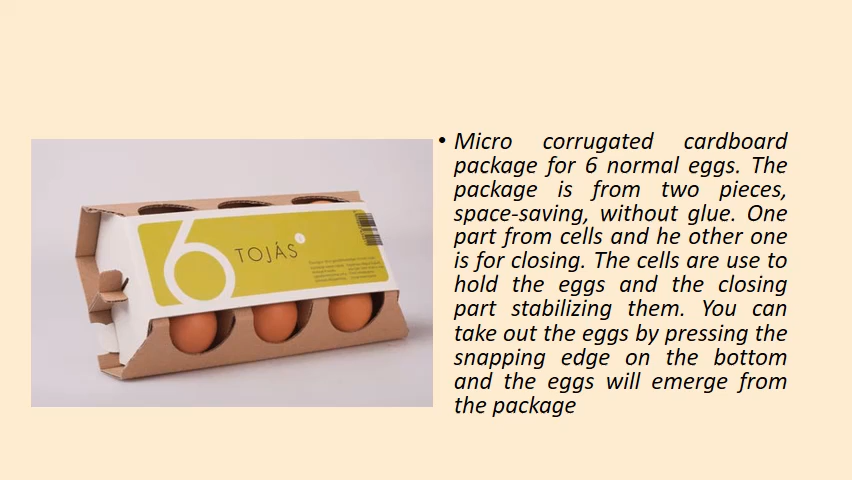 6 TOJÁS
• Micro corrugated cardboard
package for 6 normal eggs. The
package is from two pieces,
space-saving, without glue. One
part from cells and he other one
is for closing. The cells are use to
hold the eggs and the closing
part stabilizing them. You can
take out the eggs by pressing the
snapping edge on the bottom
and the eggs will emerge from
the package